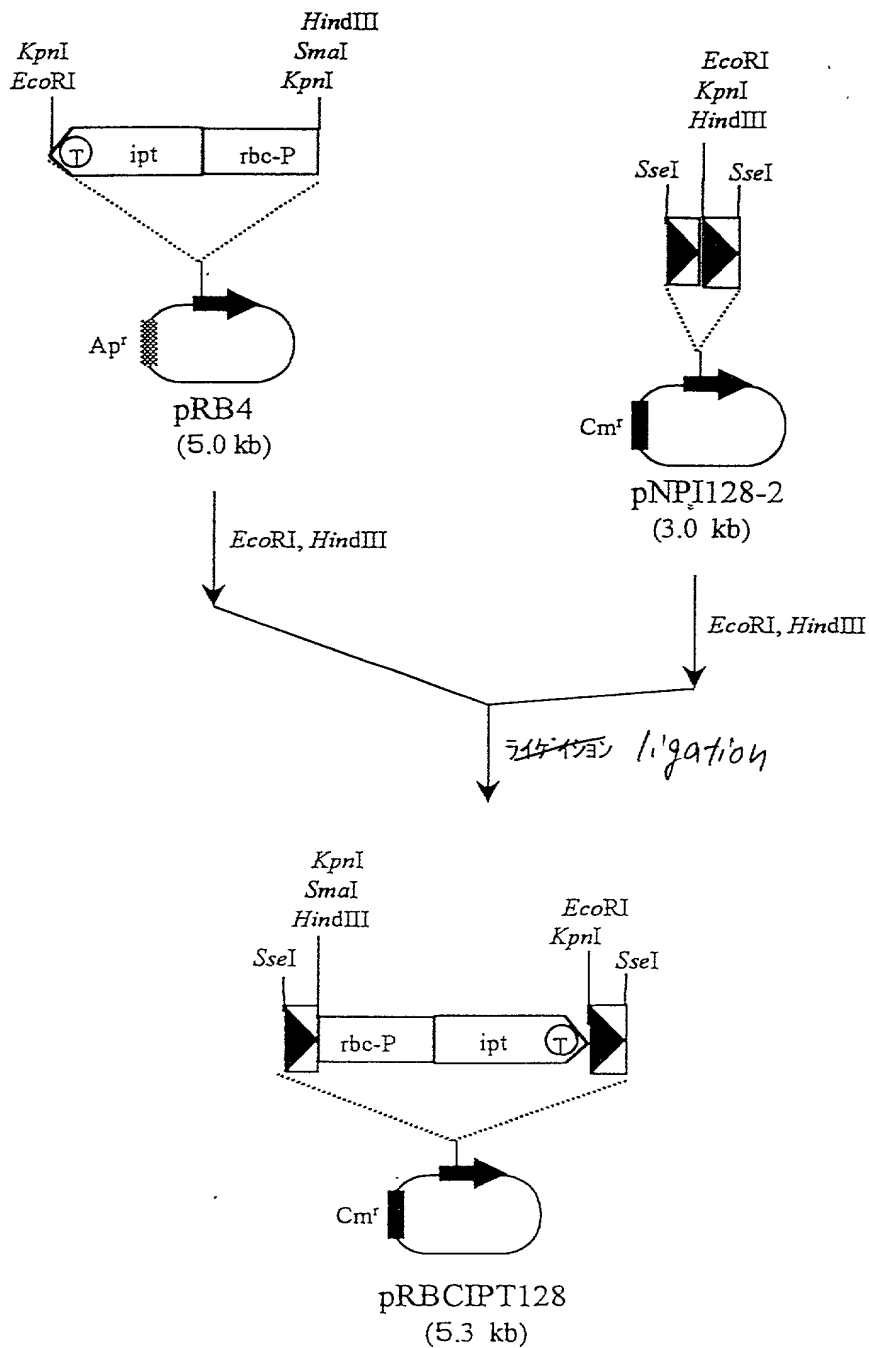 KpnI
EcoRI
HindIII
SmaI
KpnI
T
ipt
rbc-P
Apʳ
pRB4
(5.0 kb)
EcoRI
KpnI
HindIII
SseI
SseI
Cmʳ
pNPI128-2
(3.0 kb)
EcoRI, HindIII
EcoRI, HindIII
ライゲイション ligation
KpnI
SmaI
HindIII
SseI
EcoRI
KpnI
SseI
rbc-P
ipt
T
Cmʳ
pRBCIPT128
(5.3 kb)